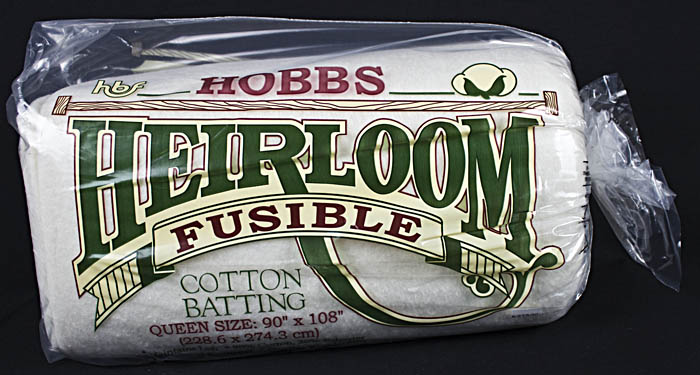 hbf HOBBS
HEIRLOOM
FUSIBLE
COTTON
BATTING
QUEEN SIZE: 90" x 108"
(228.6 x 274.3 cm)